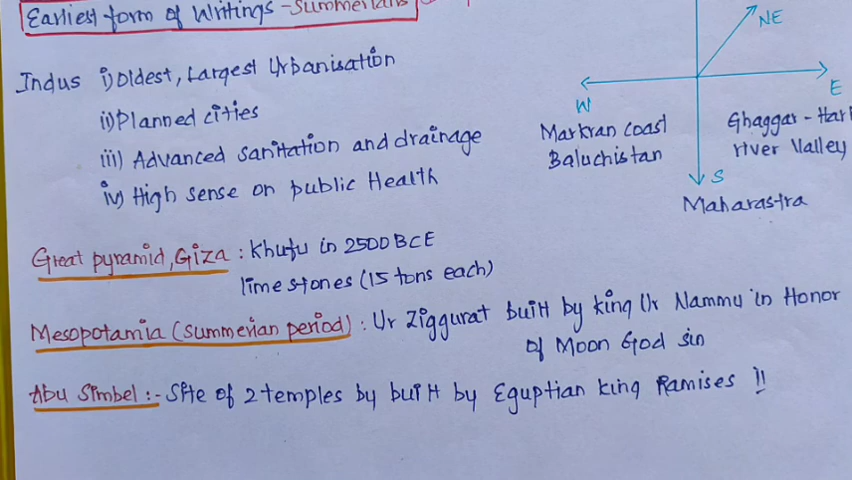 Earliest form of Writings - Summerians
NE
Indus i) Oldest, Largest Urbanisation
W
E
ii) Planned cities
Markran coast
Ghaggar - Har
Baluchistan
river Valley
iii) Advanced sanitation and drainage
iv) High sense on public Health
S
Maharastra
Great pyramid, Giza : Khufu in 2500 BCE
lime stones (15 tons each)
Mesopotamia (summerian period) : Ur Ziggurat built by king Ur Nammu in Honor
of Moon God sin
Abu Simbel :- Site of 2 temples by built by Eguptian king Ramises II